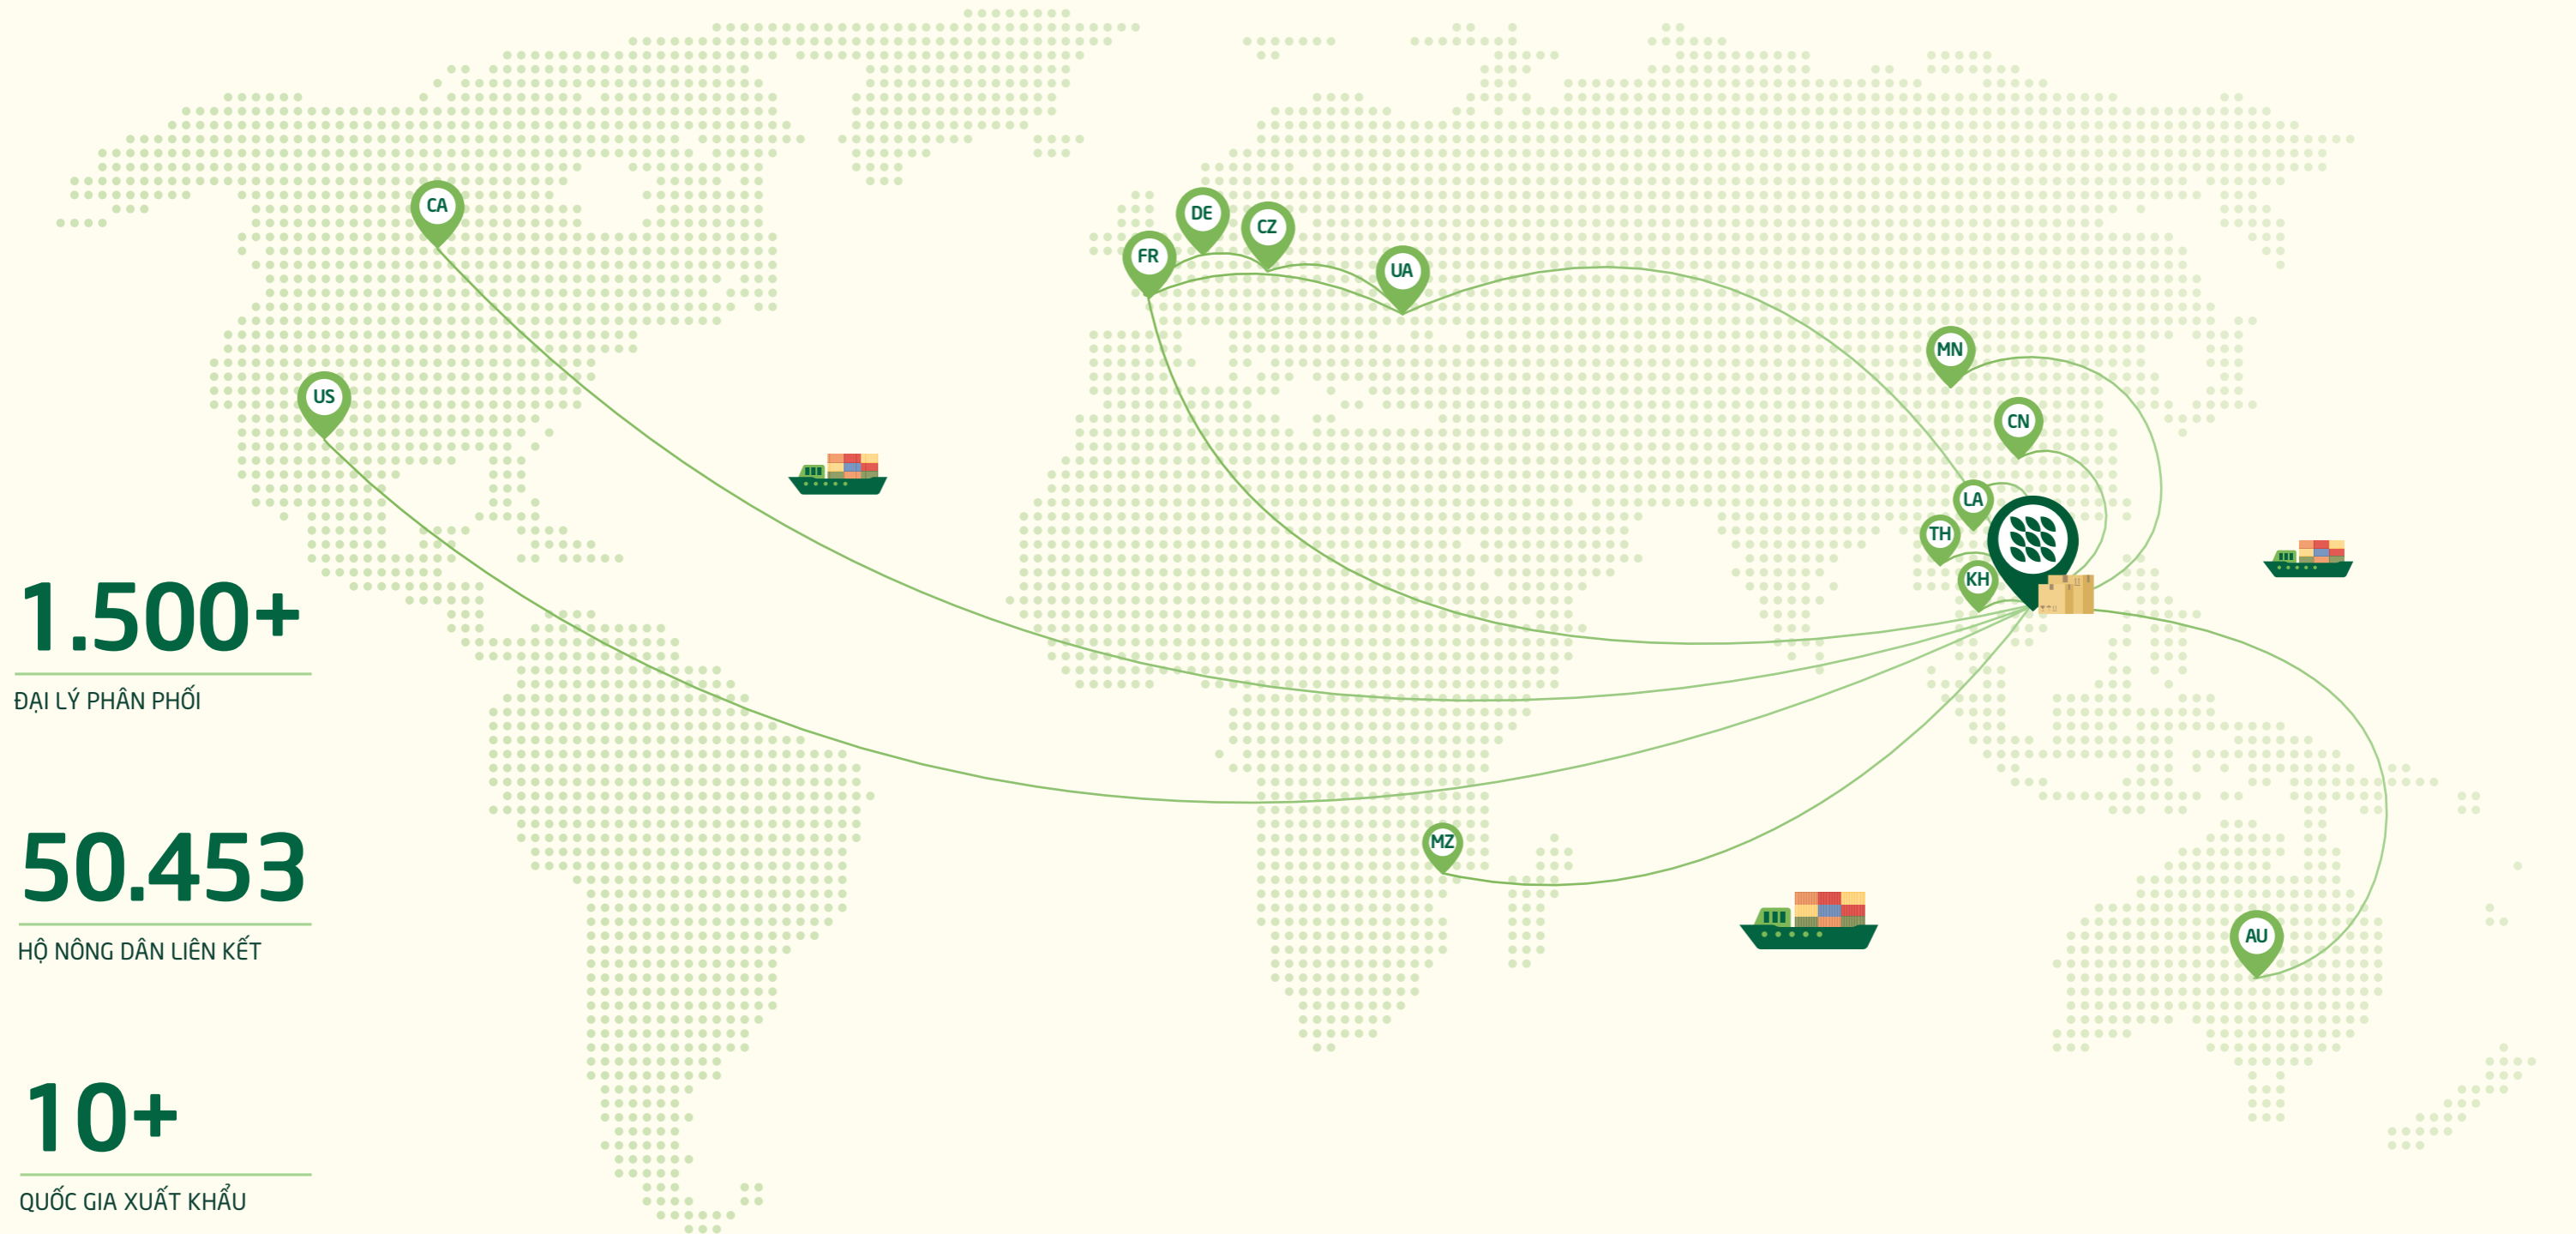 CA
DE
CZ
FR
UA
MN
US
CN
LA
TH
KH
1.500+
ĐẠI LÝ PHÂN PHỐI
MZ
50.453
HỘ NÔNG DÂN LIÊN KẾT
AU
10+
QUỐC GIA XUẤT KHẨU